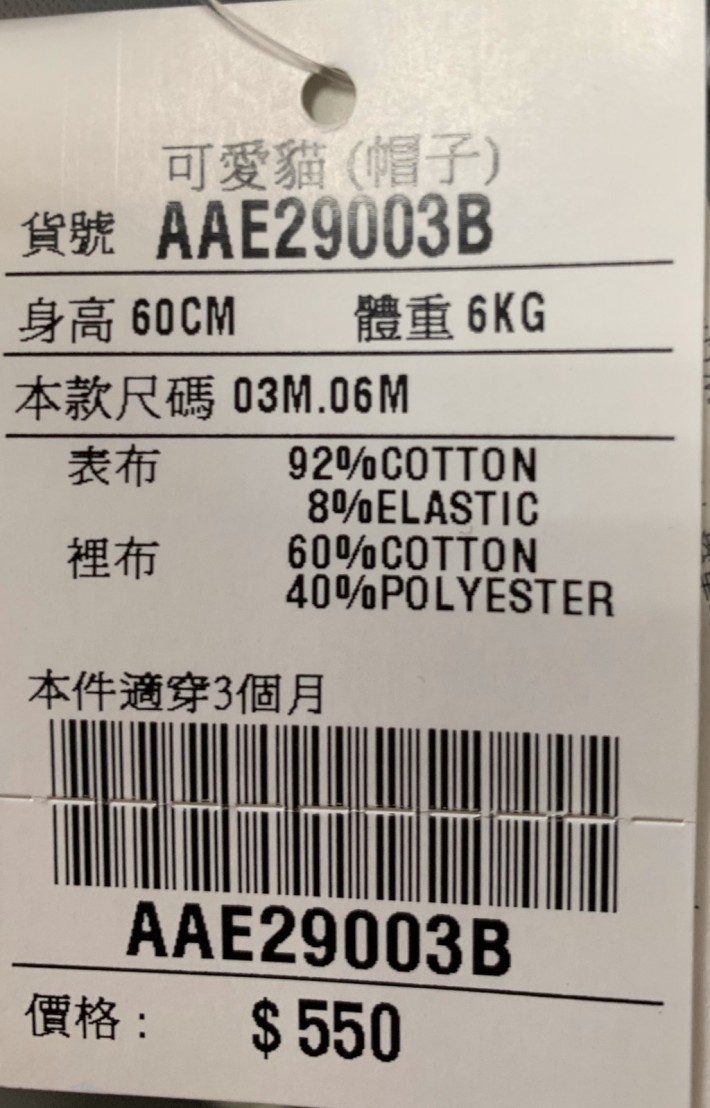 可愛貓 (帽子)
貨號 AAE29003B
身高 60CM 體重 6KG
本款尺碼 03M.06M
表布 92%COTTON
8%ELASTIC
裡布 60%COTTON
40%POLYESTER
本件適穿3個月
AAE29003B
價格： $550